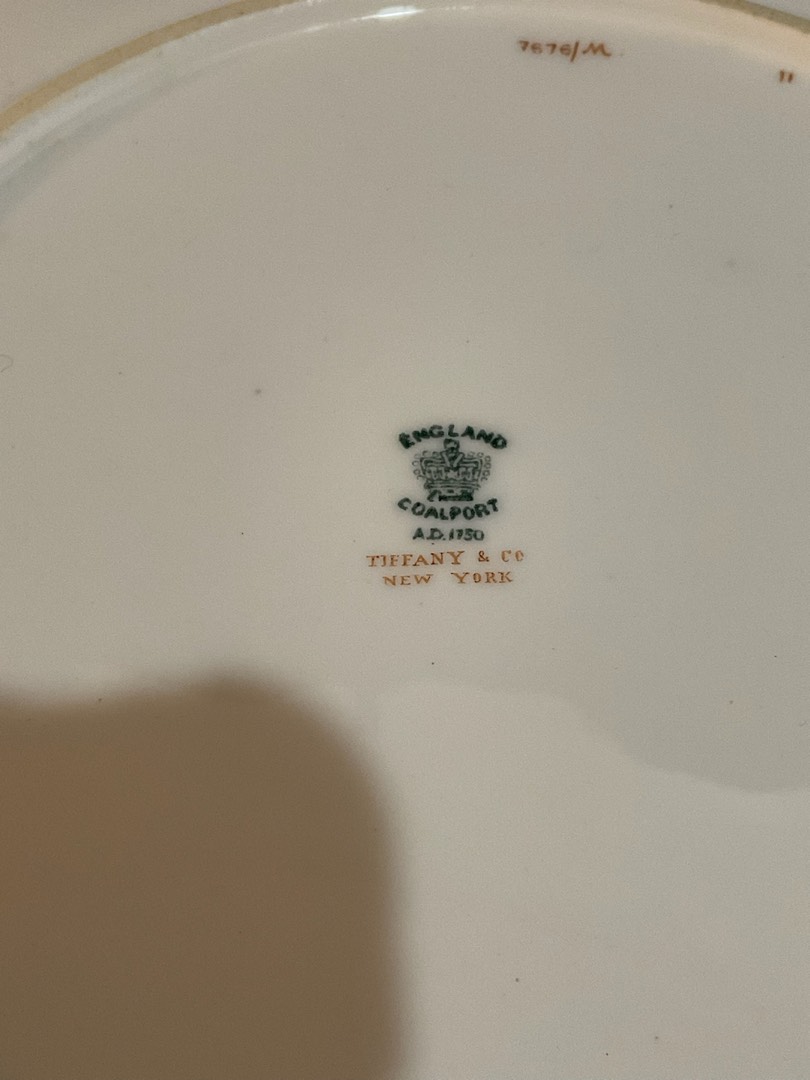 7676/M
"
ENGLAND
COALPORT
A.D. 1750
TIFFANY & CO
NEW YORK